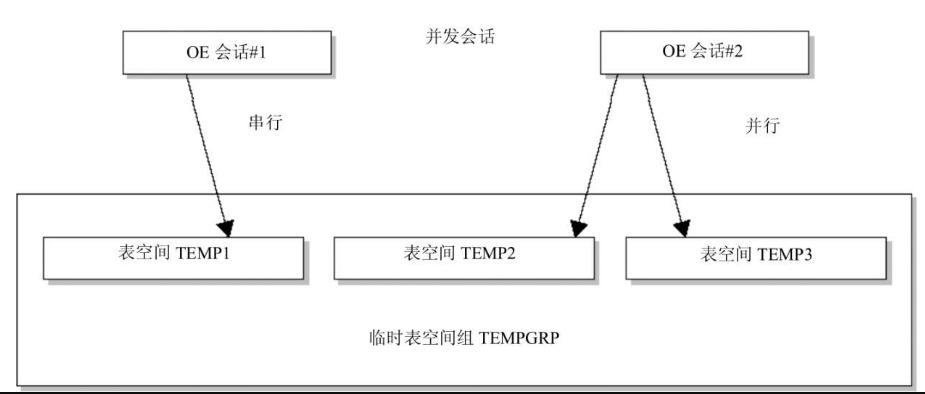 并发会话
OE 会话#1
OE 会话#2
串行
并行
表空间 TEMP1
表空间 TEMP2
表空间 TEMP3
临时表空间组 TEMPGRP